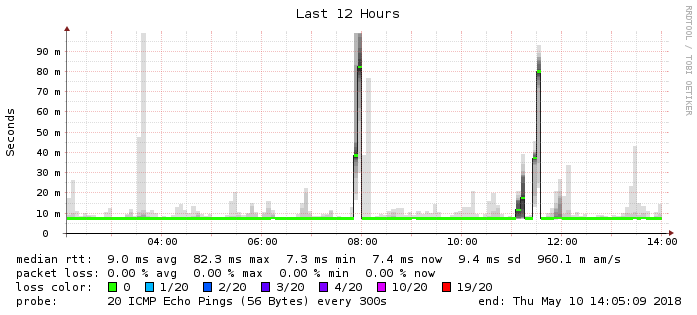 Last 12 Hours
RRDTOOL / TOBI OETIKER
Seconds
90 m
80 m
70 m
60 m
50 m
40 m
30 m
20 m
10 m
0
04:00 06:00 08:00 10:00 12:00 14:00
median rtt: 9.0 ms avg 82.3 ms max 7.3 ms min 7.4 ms now 9.4 ms sd 960.1 m am/s
packet loss: 0.00 % avg 0.00 % max 0.00 % min 0.00 % now
loss color: 0 1/20 2/20 3/20 4/20 10/20 19/20
probe: 20 ICMP Echo Pings (56 Bytes) every 300s end: Thu May 10 14:05:09 2018